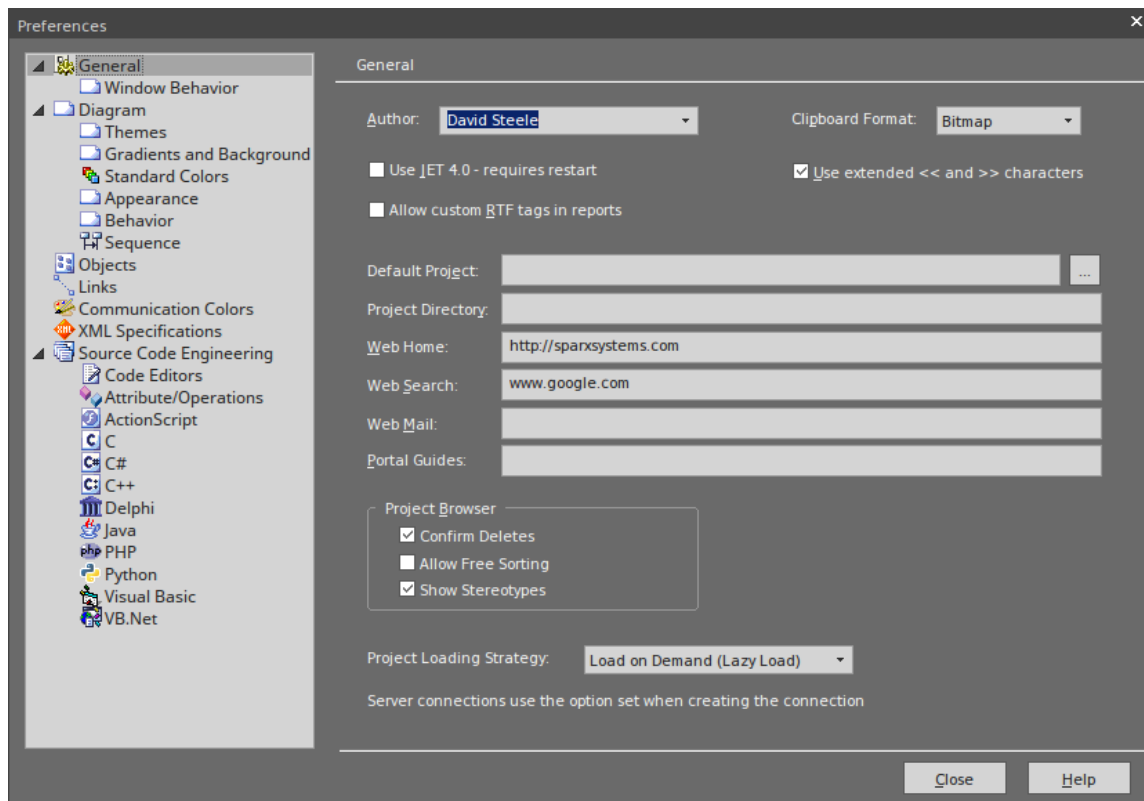 Preferences
General
Window Behavior
Diagram
Themes
Gradients and Background
Standard Colors
Appearance
Behavior
Sequence
Objects
Links
Communication Colors
XML Specifications
Source Code Engineering
Code Editors
Attribute/Operations
ActionScript
C
C#
C++
Delphi
Java
PHP
Python
Visual Basic
VB.Net
General
Author: David Steele Clipboard Format: Bitmap
Use JET 4.0 - requires restart Use extended << and >> characters
Allow custom RTF tags in reports
Default Project: ...
Project Directory:
Web Home: http://sparxsystems.com
Web Search: www.google.com
Web Mail:
Portal Guides:
Project Browser
Confirm Deletes
Allow Free Sorting
Show Stereotypes
Project Loading Strategy: Load on Demand (Lazy Load)
Server connections use the option set when creating the connection
Close Help